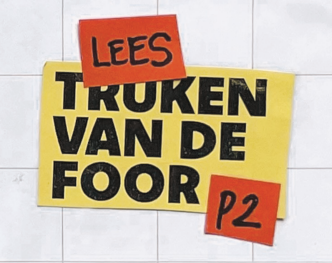 LEES
TRUKEN
VAN DE
FOOR
P2